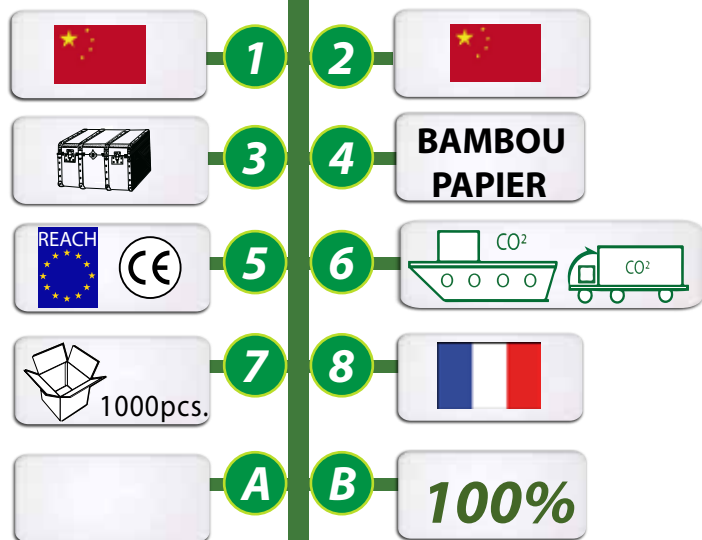 1
2
3
4
BAMBOU
PAPIER
REACH
CE
5
6
CO²
CO²
7
1000pcs.
8
A
B
100%